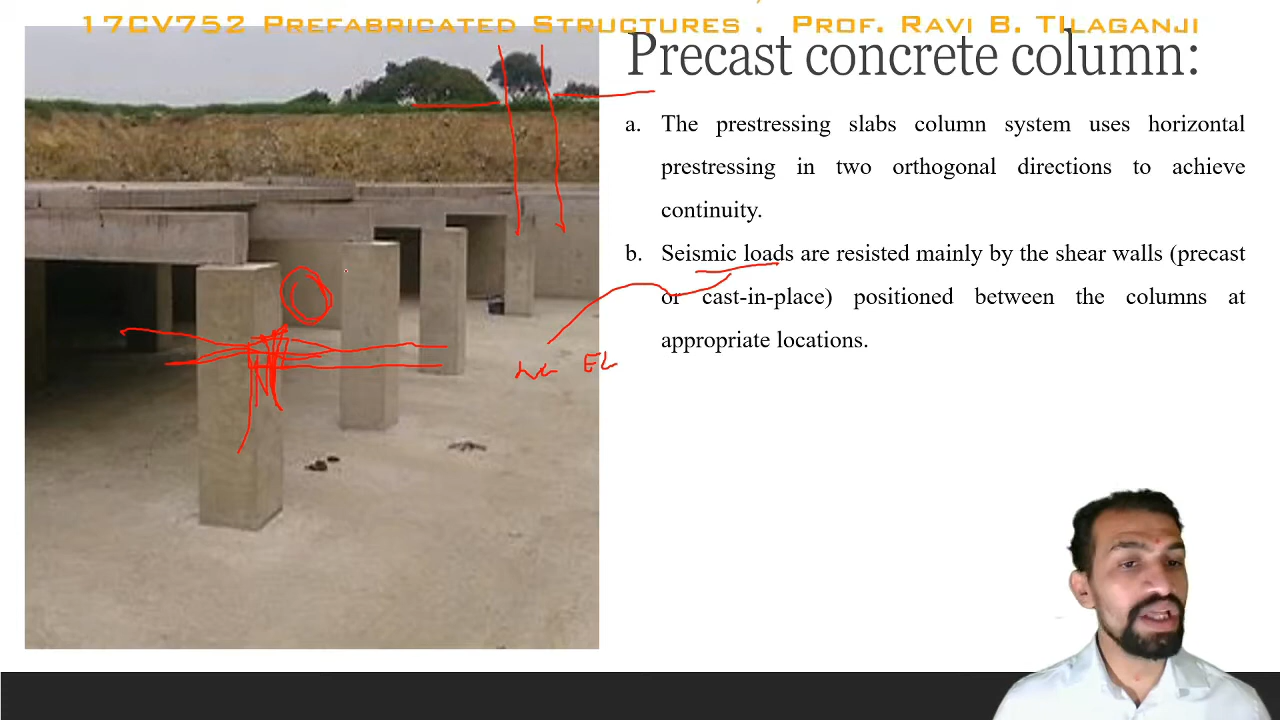 17CV752 Prefabricated Structures , Prof. Ravi B. Tilaganji
Precast concrete column:
a. The prestressing slabs column system uses horizontal
prestressing in two orthogonal directions to achieve
continuity.
b. Seismic loads are resisted mainly by the shear walls (precast
or cast-in-place) positioned between the columns at
appropriate locations.
EL